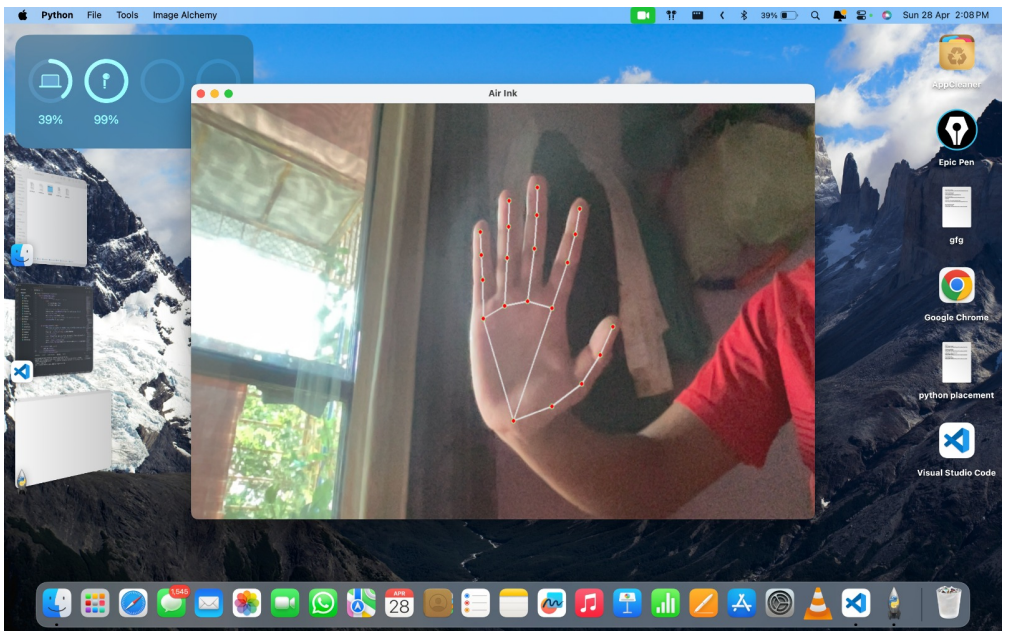 Python File Tools Image Alchemy
39% Sun 28 Apr 2:08 PM
39% 99%
Air Ink
AppCleaner
Epic Pen
gfg
Google Chrome
python placement
Visual Studio Code
1,545
APR
28